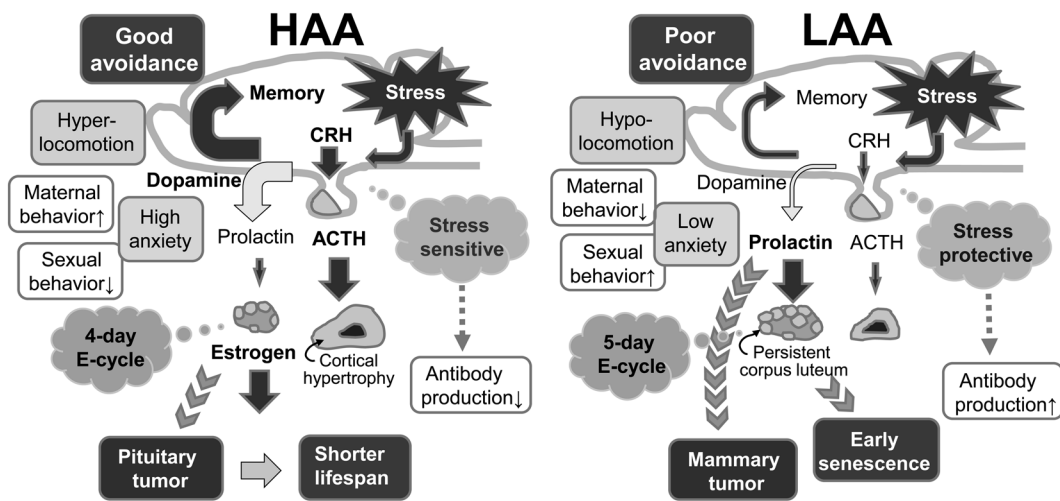 HAA
Good
avoidance
Stress
Memory
Hyper-
locomotion
CRH
Dopamine
Maternal
behavior↑
High
anxiety
Prolactin
ACTH
Stress
sensitive
Sexual
behavior↓
4-day
E-cycle
Estrogen
Cortical
hypertrophy
Antibody
production↓
Pituitary
tumor
Shorter
lifespan
LAA
Poor
avoidance
Stress
Memory
Hypo-
locomotion
CRH
Dopamine
Maternal
behavior↓
Low
anxiety
Prolactin
ACTH
Stress
protective
Sexual
behavior↑
5-day
E-cycle
Persistent
corpus luteum
Antibody
production↑
Mammary
tumor
Early
senescence